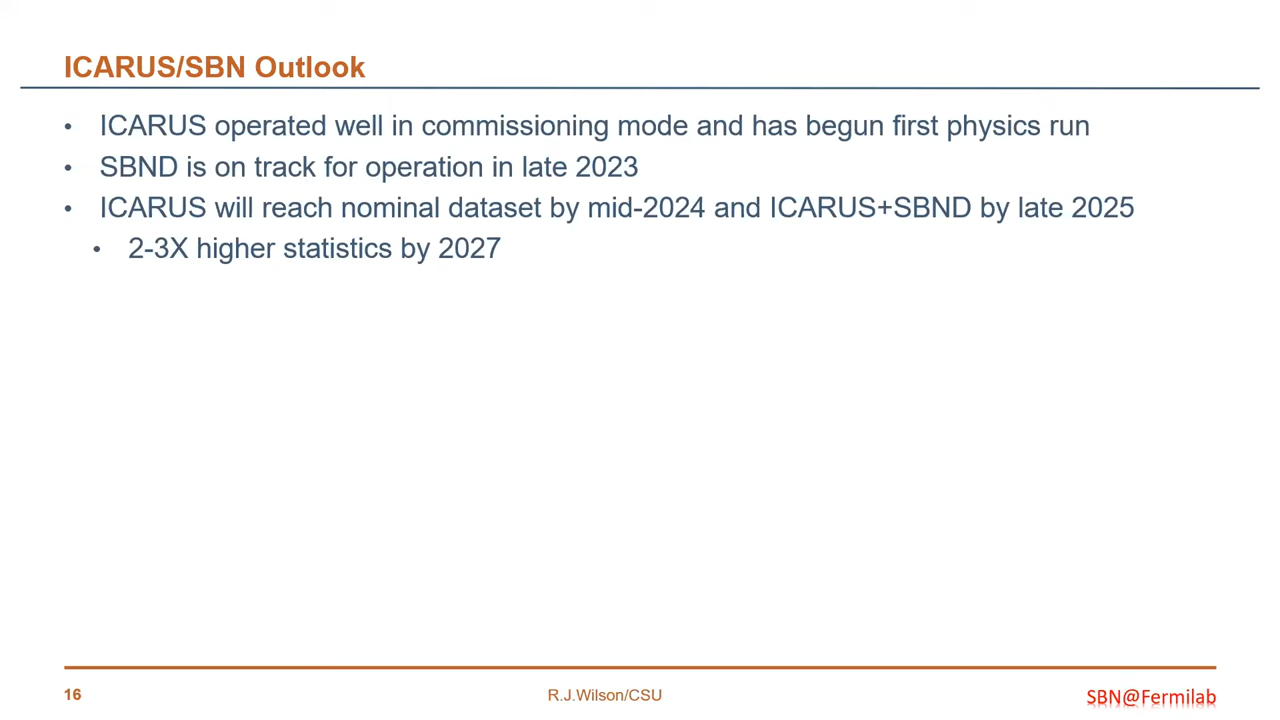 ICARUS/SBN Outlook
• ICARUS operated well in commissioning mode and has begun first physics run
• SBND is on track for operation in late 2023
• ICARUS will reach nominal dataset by mid-2024 and ICARUS+SBND by late 2025
• 2-3X higher statistics by 2027
16
R.J.Wilson/CSU
SBN@Fermilab